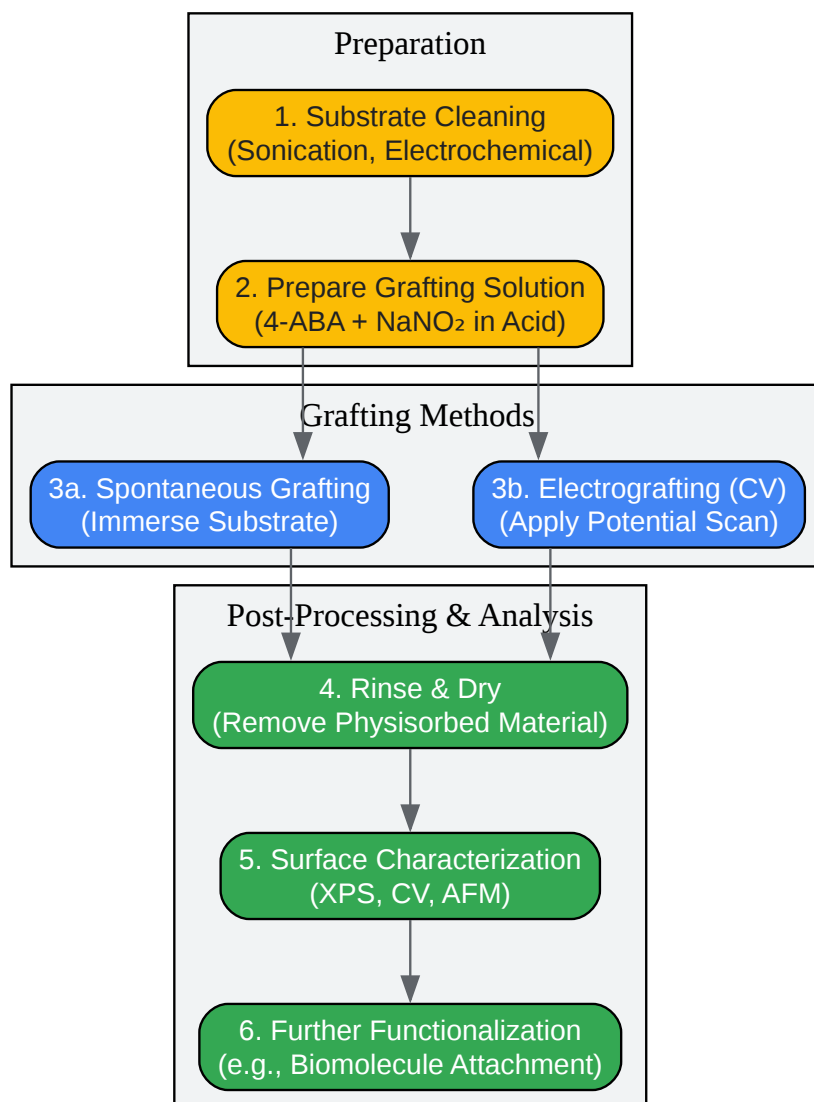 Preparation
1. Substrate Cleaning
(Sonication, Electrochemical)
2. Prepare Grafting Solution
(4-ABA + NaNO₂ in Acid)
Grafting Methods
3a. Spontaneous Grafting
(Immerse Substrate)
3b. Electrografting (CV)
(Apply Potential Scan)
Post-Processing & Analysis
4. Rinse & Dry
(Remove Physisorbed Material)
5. Surface Characterization
(XPS, CV, AFM)
6. Further Functionalization
(e.g., Biomolecule Attachment)